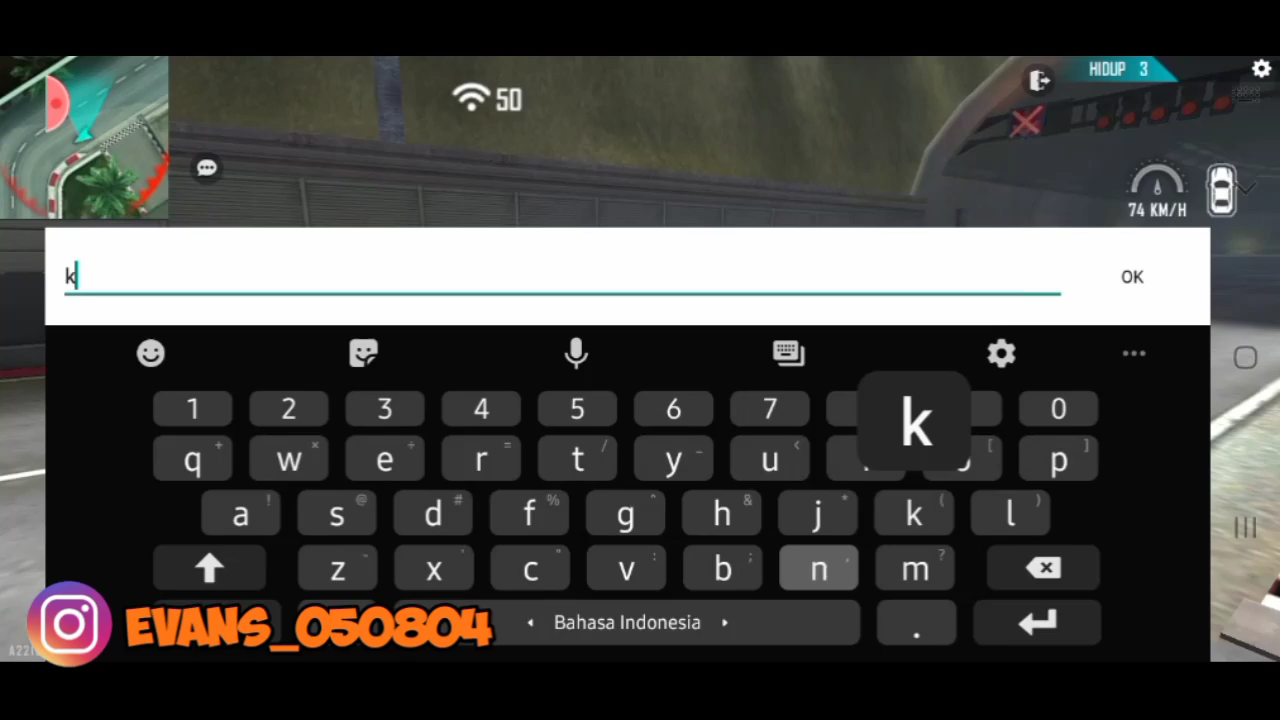 50
HIDUP 3
74 KM/H
k
OK
k
1 2 3 4 5 6 7 0
q + w × e ÷ r = t / y _ u < [ p ]
a ! s @ d # f % g ^ h & j * k ( l )
z - x ' c " v : b ; n , m ?
Bahasa Indonesia .
EVANS_050804